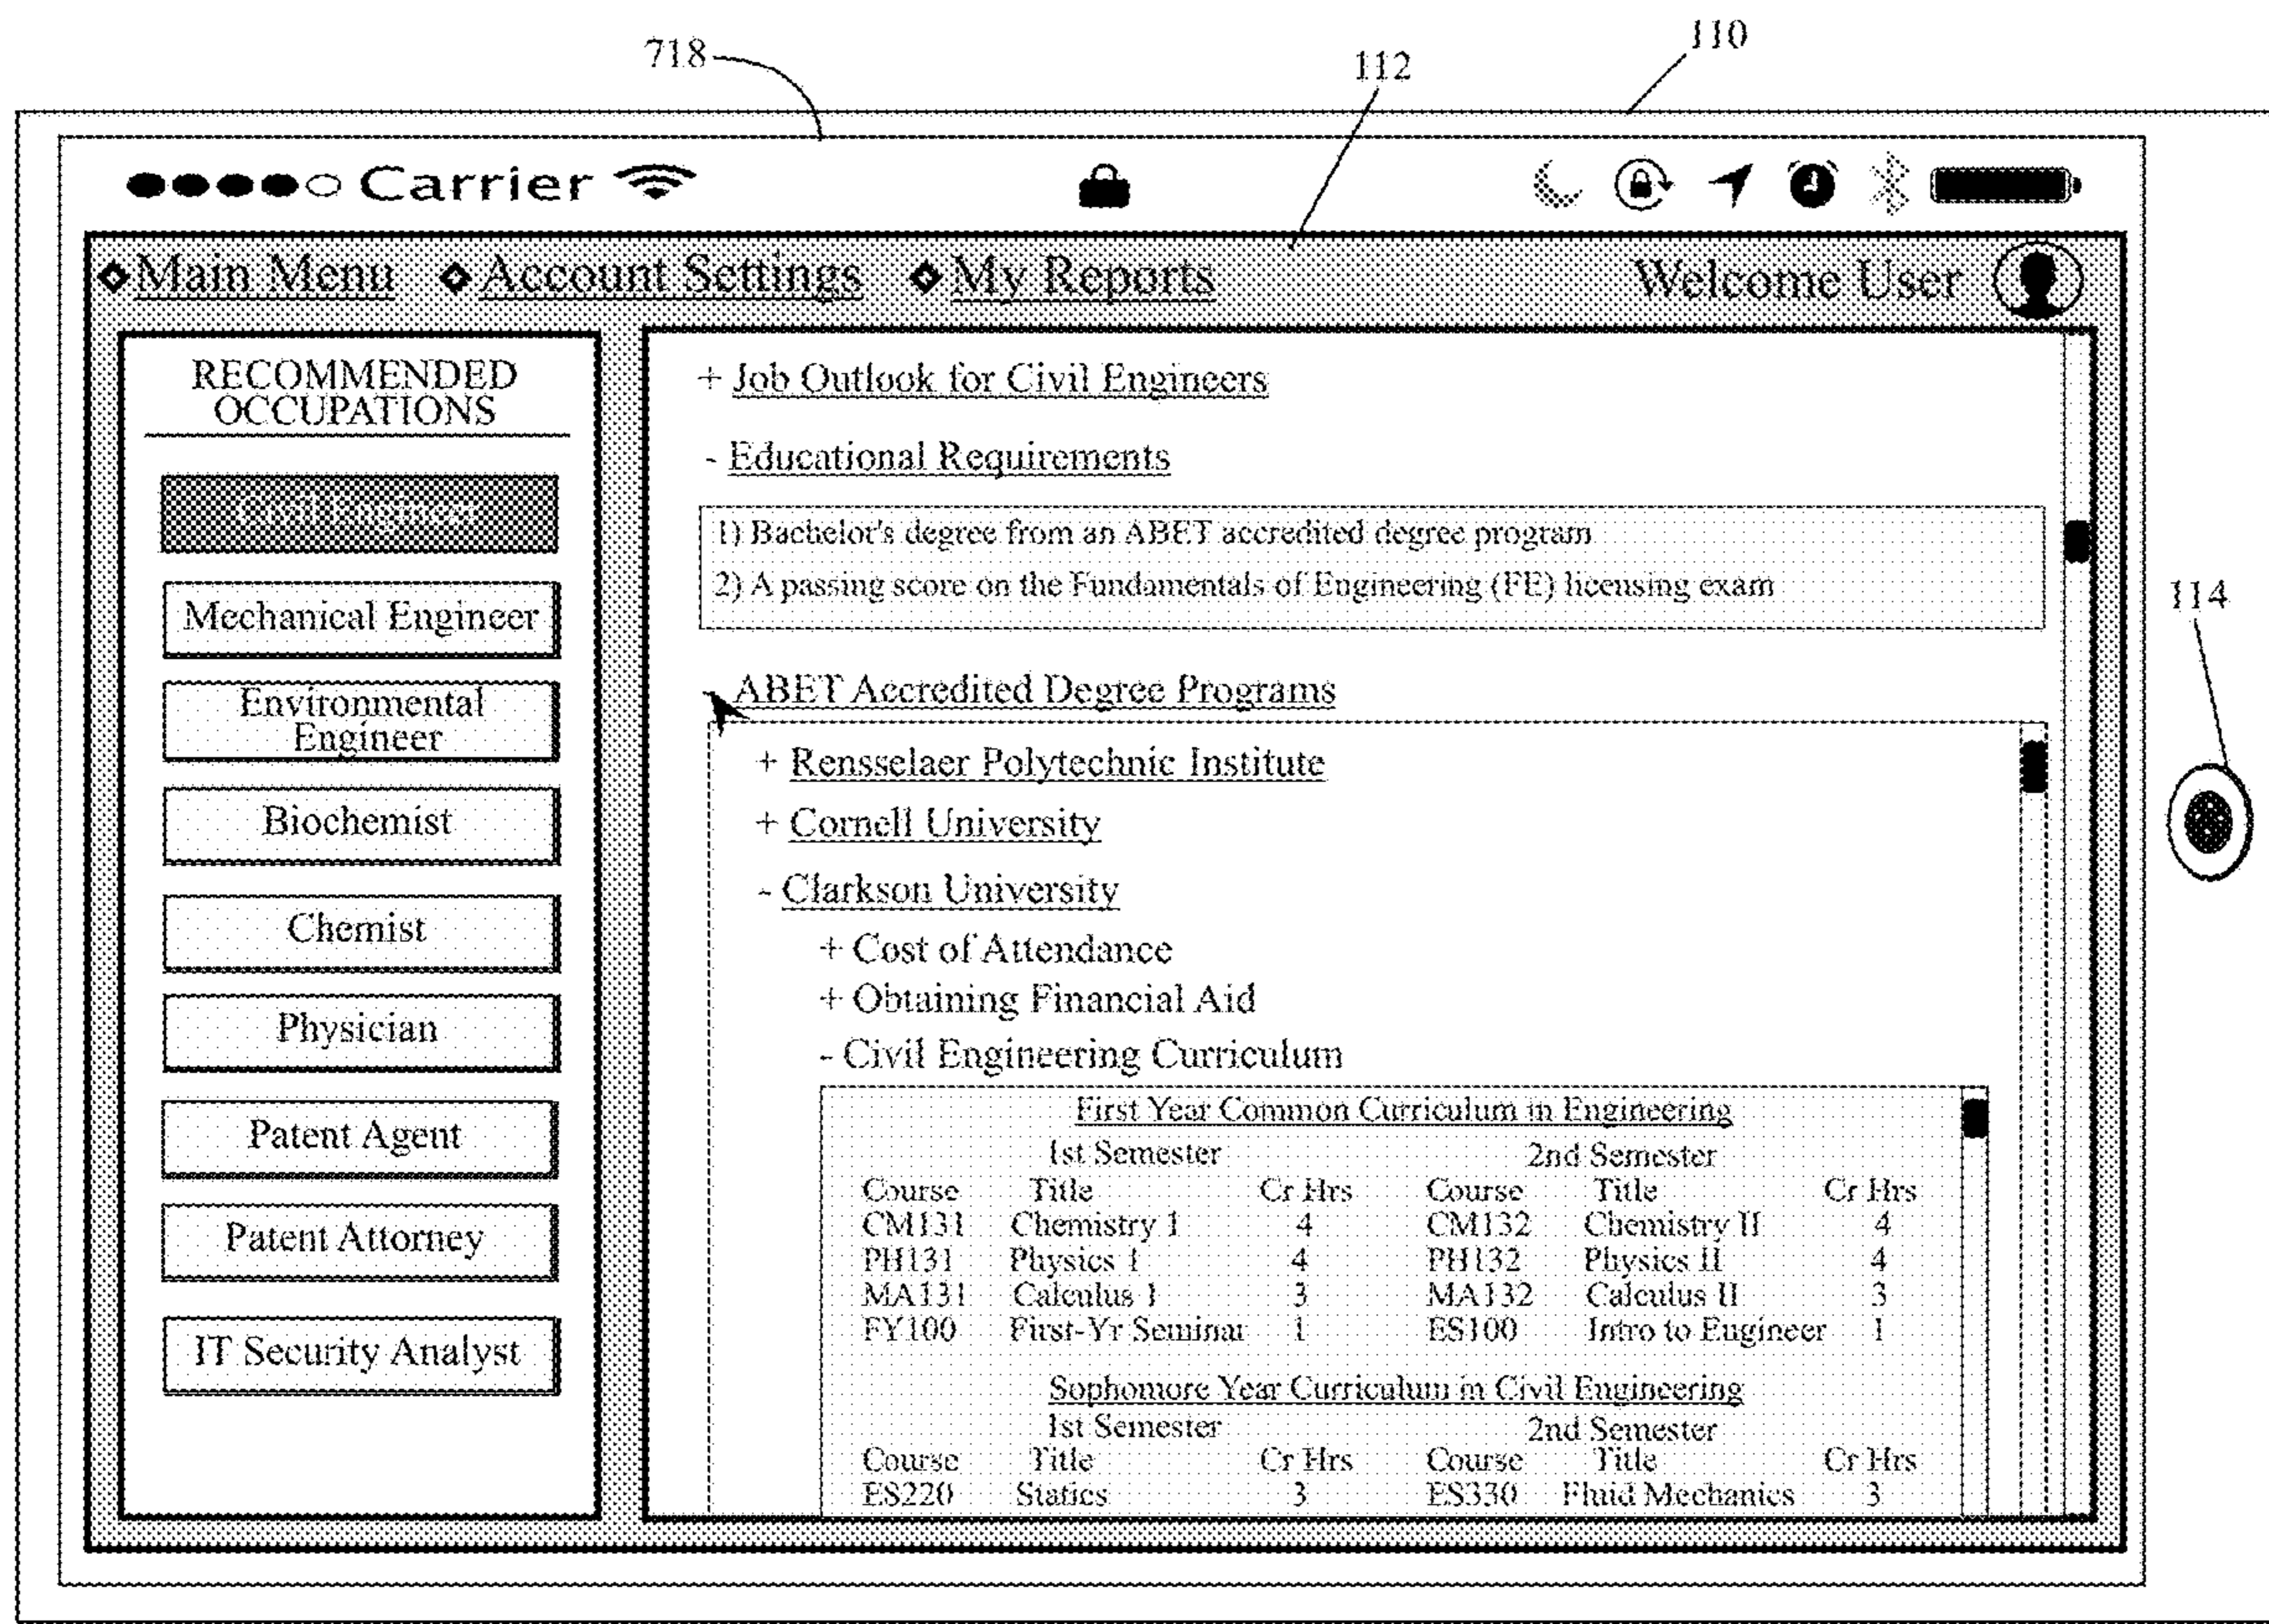 718
112
110
Carrier
Main Menu Account Settings My Reports Welcome User
RECOMMENDED
OCCUPATIONS
Civil Engineer
Mechanical Engineer
Environmental
Engineer
Biochemist
Chemist
Physician
Patent Agent
Patent Attorney
IT Security Analyst
+ Job Outlook for Civil Engineers
- Educational Requirements
1) Bachelor's degree from an ABET accredited degree program
2) A passing score on the Fundamentals of Engineering (FE) licensing exam
- ABET Accredited Degree Programs
+ Rensselaer Polytechnic Institute
+ Cornell University
- Clarkson University
+ Cost of Attendance
+ Obtaining Financial Aid
- Civil Engineering Curriculum
First Year Common Curriculum in Engineering
1st Semester 2nd Semester
Course Title Cr Hrs Course Title Cr Hrs
CM131 Chemistry I 4 CM132 Chemistry II 4
PH131 Physics I 4 PH132 Physics II 4
MA131 Calculus I 3 MA132 Calculus II 3
FY100 First-Yr Seminar 1 ES100 Intro to Engineer 1
Sophomore Year Curriculum in Civil Engineering
1st Semester 2nd Semester
Course Title Cr Hrs Course Title Cr Hrs
ES220 Statics 3 ES330 Fluid Mechanics 3
114